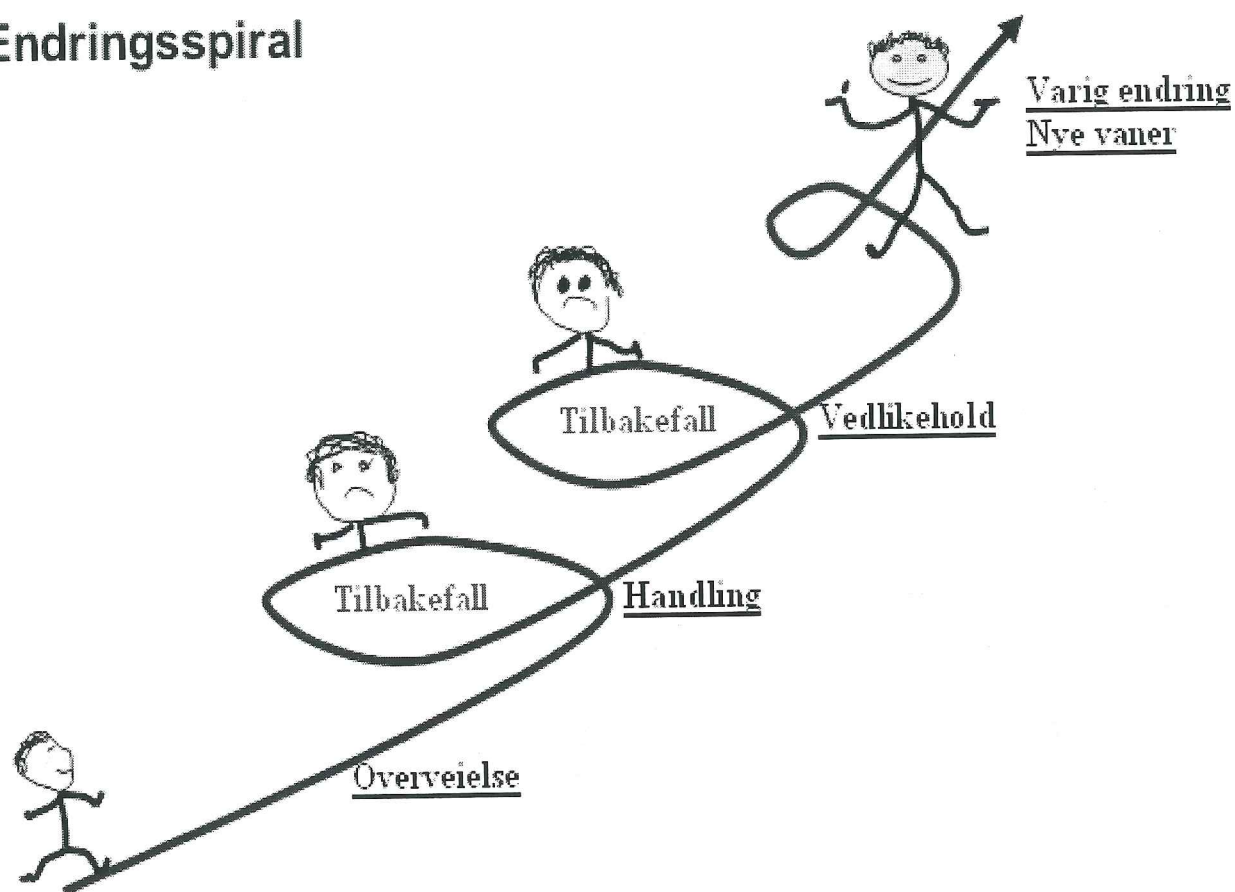 Endringsspiral
Varig endring
Nye vaner
Tilbakefall
Vedlikehold
Tilbakefall
Handling
Overveielse